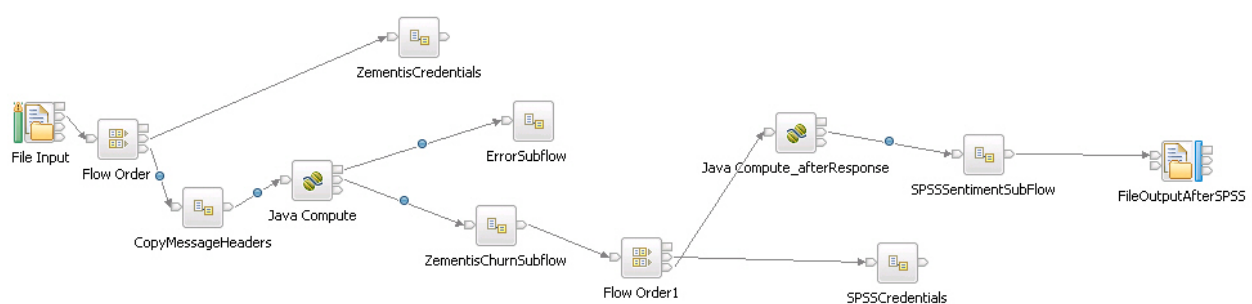 ZementisCredentials
File Input
Flow Order
ErrorSubflow
Java Compute_afterResponse
SPSSSentimentSubFlow
FileOutputAfterSPSS
Java Compute
CopyMessageHeaders
ZementisChurnSubflow
Flow Order1
SPSSCredentials